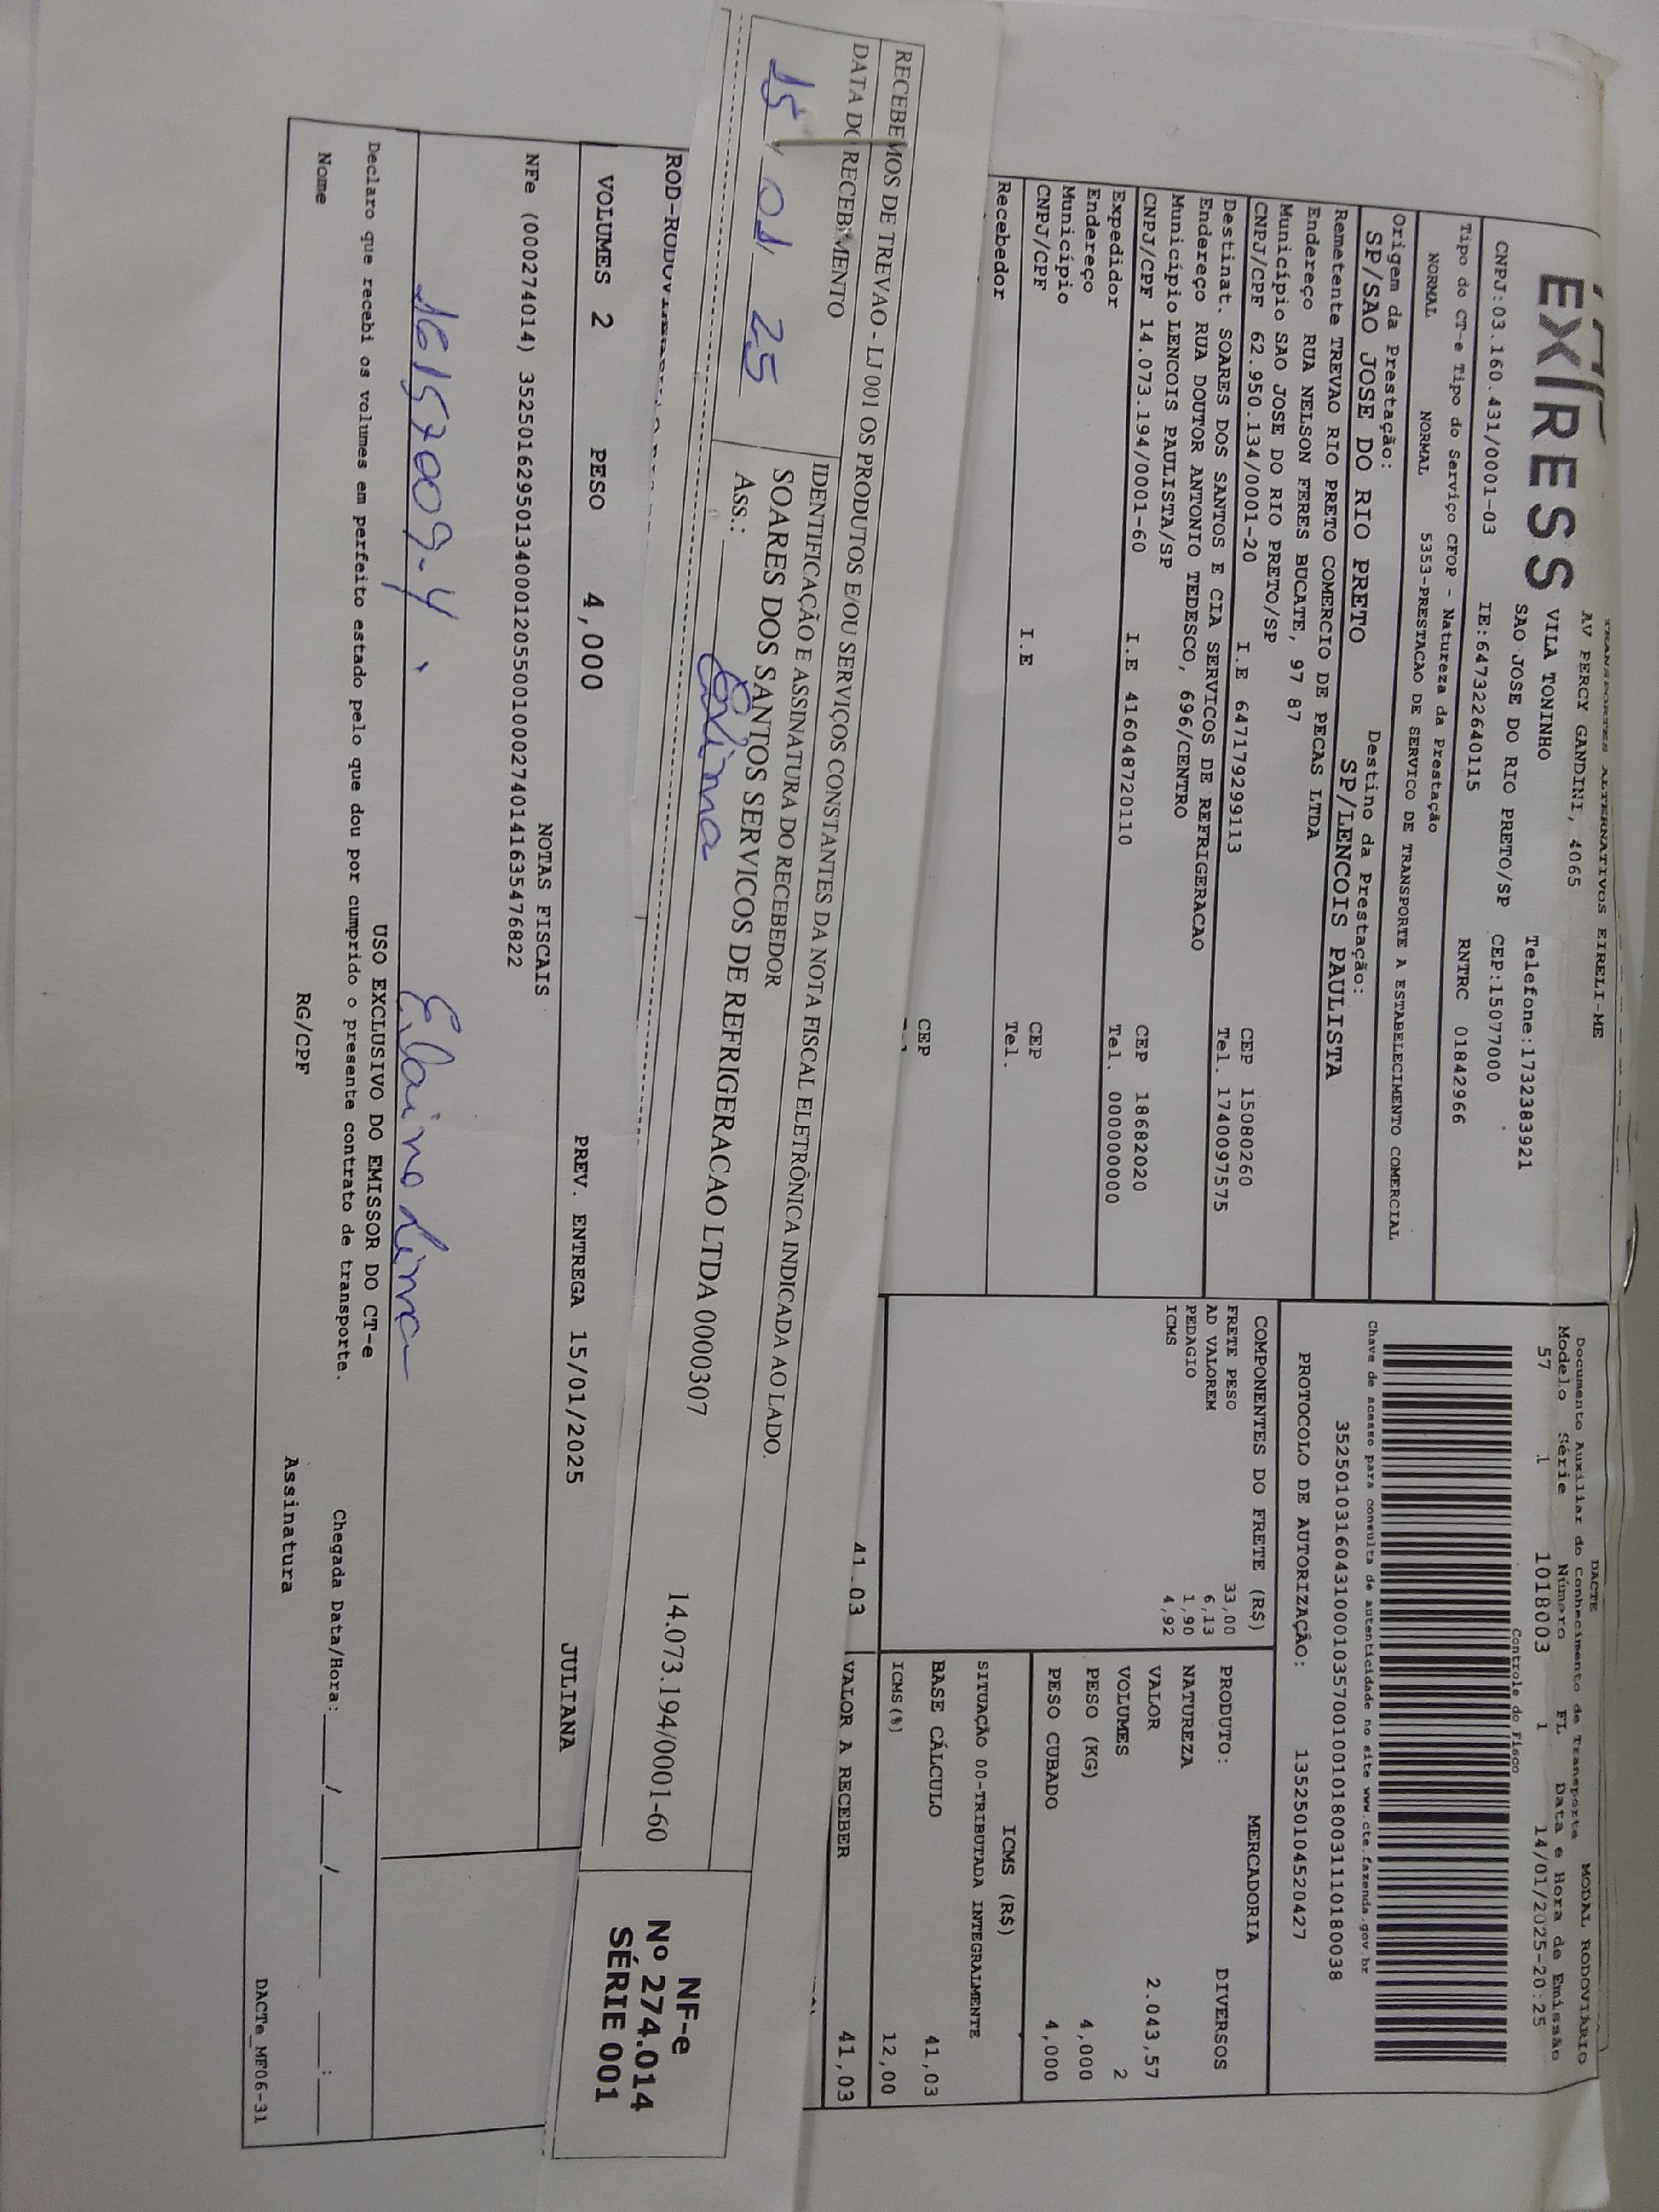 EXPRESS
TRANSPORTES ALTERNATIVOS EIRELI-ME
AV PERCY GANDINI, 4065
VILA TONINHO Telefone:1732383921
SAO JOSE DO RIO PRETO/SP CEP:15077000
CNPJ:03.160.431/0001-03 IE:647322640115 RNTRC 01842966
Tipo do CT-e Tipo do Serviço CFOP - Natureza da Prestação
NORMAL NORMAL 5353-PRESTACAO DE SERVICO DE TRANSPORTE A ESTABELECIMENTO COMERCIAL
Origem da Prestação: Destino da Prestação:
SP/SAO JOSE DO RIO PRETO SP/LENCOIS PAULISTA
Remetente TREVAO RIO PRETO COMERCIO DE PECAS LTDA
Endereço RUA NELSON FERES BUCATE, 97 87
Município SAO JOSE DO RIO PRETO/SP CEP 15080260
CNPJ/CPF 62.950.134/0001-20 I.E 647179299113 Tel. 1740097575
Destinat. SOARES DOS SANTOS E CIA SERVICOS DE REFRIGERACAO
Endereço RUA DOUTOR ANTONIO TEDESCO, 696/CENTRO
Município LENCOIS PAULISTA/SP CEP 18682020
CNPJ/CPF 14.073.194/0001-60 I.E 416048720110 Tel. 000000000
Expedidor
Endereço
Município CEP
CNPJ/CPF I.E Tel.
Recebedor
CEP
DACTE MODAL RODOVIÁRIO
Documento Auxiliar do Conhecimento de Transporte
Modelo Série Número FL Data e Hora de Emissão
57 1 1018003 1 14/01/2025-20:25
Controle do Fisco
Chave de acesso para consulta de autenticidade no site www.cte.fazenda.gov.br
35250103160431000103570010010180031110180038
PROTOCOLO DE AUTORIZAÇÃO: 135250104520427
COMPONENTES DO FRETE (R$)
FRETE PESO 33,00
AD VALOREM 6,13
PEDAGIO 1,90
ICMS 4,92
41,03
MERCADORIA
PRODUTO: DIVERSOS
NATUREZA
VALOR 2.043,57
VOLUMES 2
PESO (KG) 4,000
PESO CUBADO 4,000
ICMS (R$)
SITUAÇÃO 00-TRIBUTADA INTEGRALMENTE
BASE CÁLCULO 41,03
ICMS(%) 12,00
VALOR A RECEBER 41,03
RECEBEMOS DE TREVAO - LJ 001 OS PRODUTOS E/OU SERVIÇOS CONSTANTES DA NOTA FISCAL ELETRÔNICA INDICADA AO LADO.
DATA DO RECEBIMENTO IDENTIFICAÇÃO E ASSINATURA DO RECEBEDOR
15 / 01 25
SOARES DOS SANTOS SERVICOS DE REFRIGERACAO LTDA 0000307 14.073.194/0001-60
Ass.:
NF-e
Nº 274.014
SÉRIE 001
VOLUMES 2 PESO 4,000 PREV. ENTREGA 15/01/2025 JULIANA
NOTAS FISCAIS
NFe (000274014) 35250162950134000120550010002740141635476822
16157009-4 Elaine Lima
USO EXCLUSIVO DO EMISSOR DO CT-e
Declaro que recebi os volumes em perfeito estado pelo que dou por cumprido o presente contrato de transporte.
Chegada Data/Hora: ___/___/___ ___:___
Nome RG/CPF Assinatura
DACTe_MF06-31